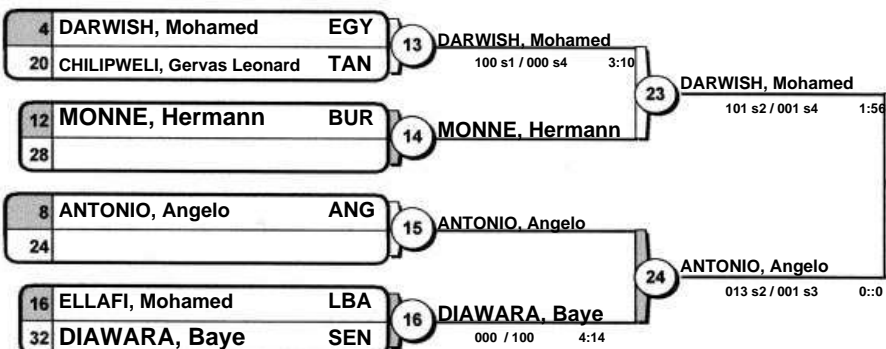 4 DARWISH, Mohamed EGY
20 CHILIPWELI, Gervas Leonard TAN
13 DARWISH, Mohamed
100 s1 / 000 s4 3:10
12 MONNE, Hermann BUR
28
14 MONNE, Hermann
23 DARWISH, Mohamed
101 s2 / 001 s4 1:56
8 ANTONIO, Angelo ANG
24
15 ANTONIO, Angelo
16 ELLAFI, Mohamed LBA
32 DIAWARA, Baye SEN
16 DIAWARA, Baye
000 / 100 4:14
24 ANTONIO, Angelo
013 s2 / 001 s3 0::0